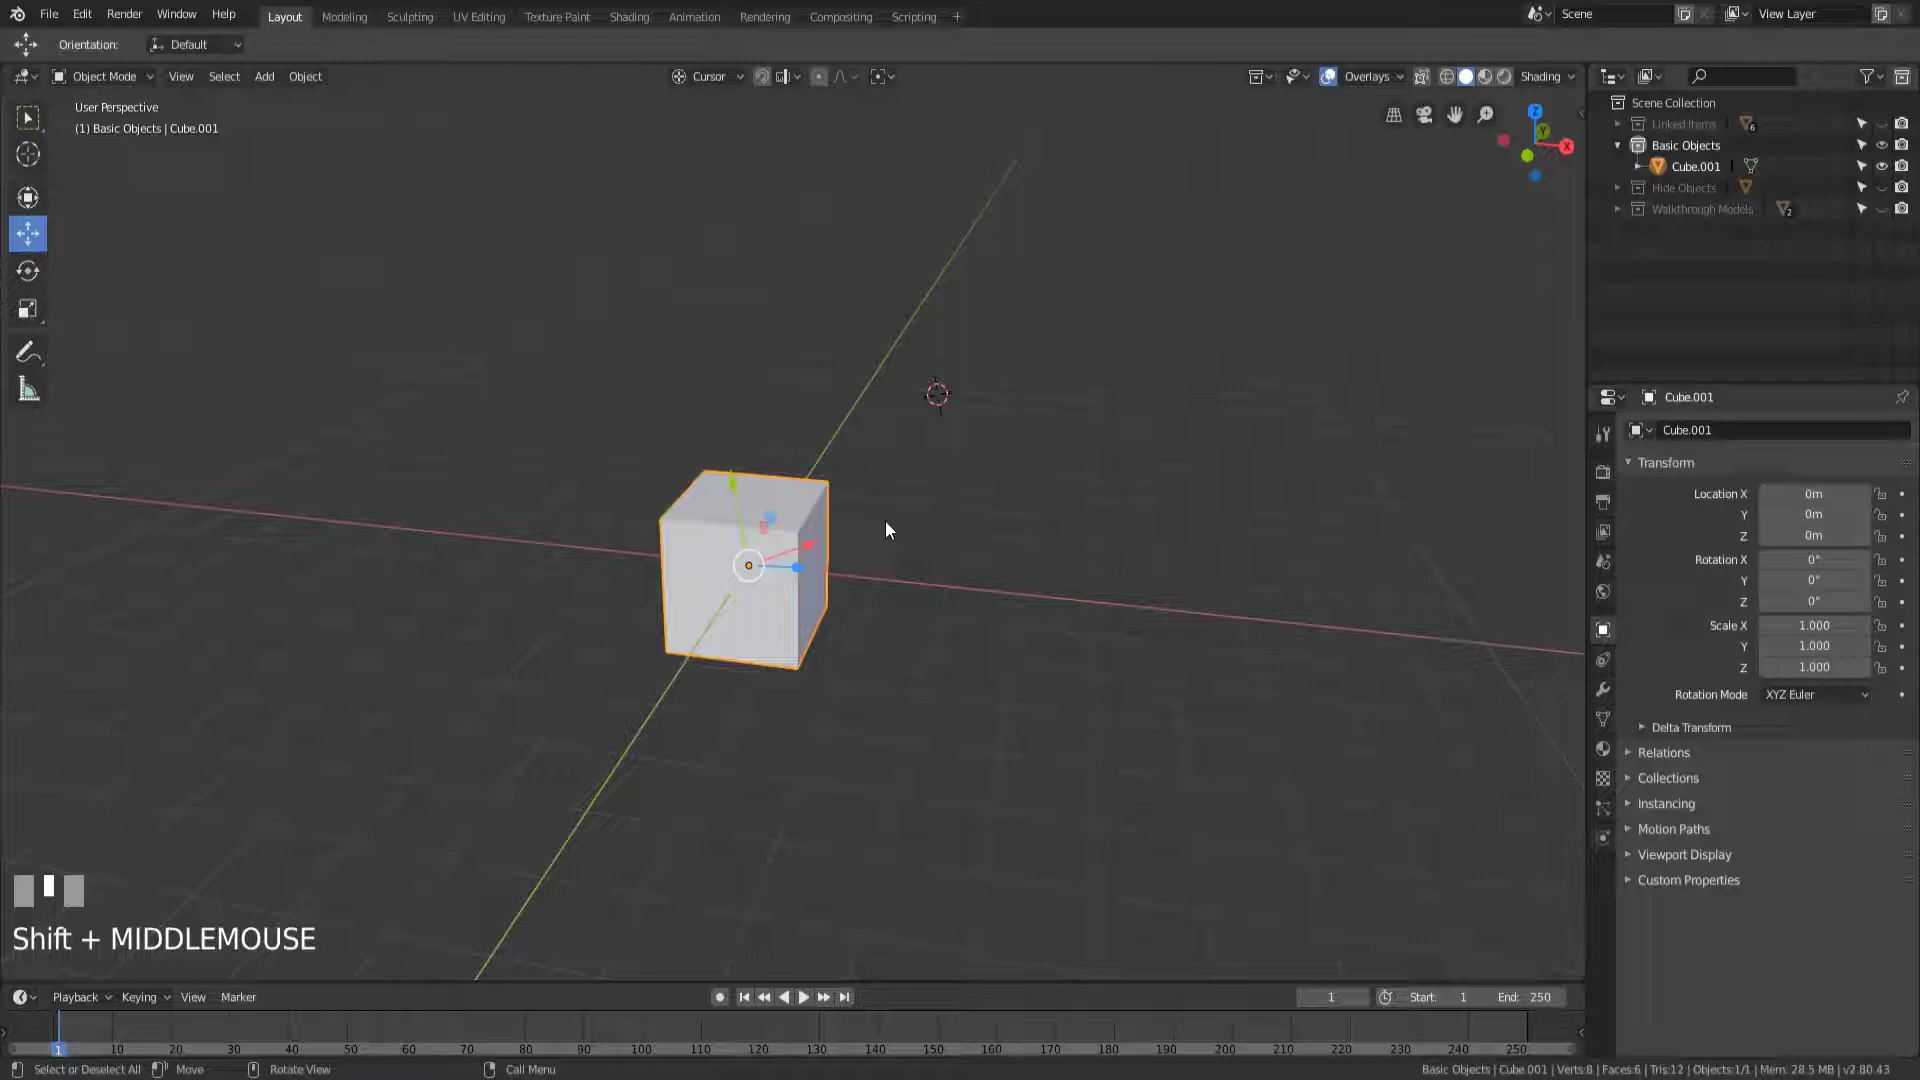 File Edit Render Window Help Layout Modeling Sculpting UV Editing Texture Paint Shading Animation Rendering Compositing Scripting + Scene View Layer
Orientation: Default
Object Mode View Select Add Object Cursor Overlays Shading
User Perspective
(1) Basic Objects | Cube.001
Z
Y
X
Scene Collection
Linked Items 6
Basic Objects
Cube.001
Hide Objects
Walkthrough Models 2
Cube.001
Cube.001
Transform
Location X 0m
Y 0m
Z 0m
Rotation X 0°
Y 0°
Z 0°
Scale X 1.000
Y 1.000
Z 1.000
Rotation Mode XYZ Euler
Delta Transform
Relations
Collections
Instancing
Motion Paths
Viewport Display
Custom Properties
Shift + MIDDLEMOUSE
Playback Keying View Marker 1 Start: 1 End: 250
1 10 20 30 40 50 60 70 80 90 100 110 120 130 140 150 160 170 180 190 200 210 220 230 240 250
Select or Deselect All Move Rotate View Call Menu Basic Objects | Cube.001 | Verts:8 | Faces:6 | Tris:12 | Objects:1/1 | Mem: 28.5 MB | v2.80.43